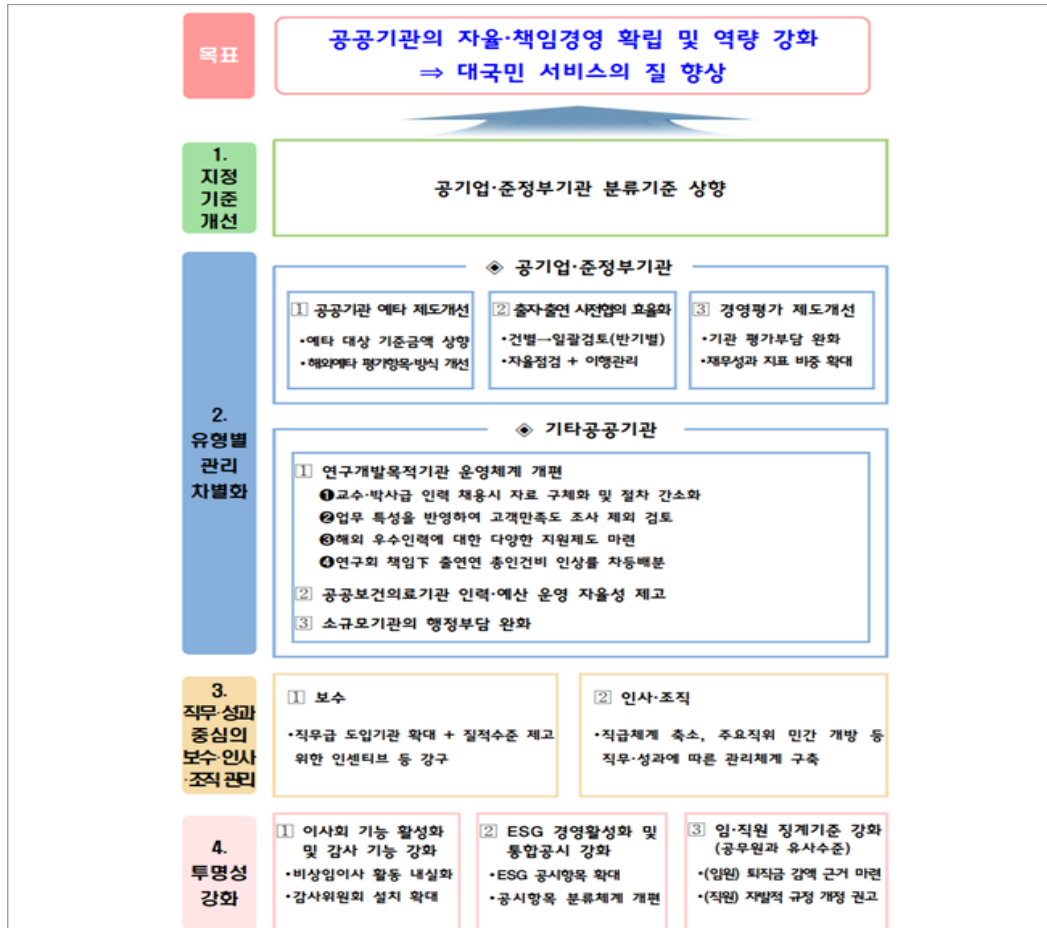 목표
공공기관의 자율·책임경영 확립 및 역량 강화
⇒ 대국민 서비스의 질 향상
1.
지정
기준
개선
공기업·준정부기관 분류기준 상향
2.
유형별
관리
차별화
◈ 공기업·준정부기관
1 공공기관 예타 제도개선
•예타 대상 기준금액 상향
•해외예타 평가항목·방식 개선
2 출자·출연 사전협의 효율화
•건별→일괄검토(반기별)
•자율점검 + 이행관리
3 경영평가 제도개선
•기관 평가부담 완화
•재무성과 지표 비중 확대
◈ 기타공공기관
1 연구개발목적기관 운영체계 개편
❶교수·박사급 인력 채용시 자료 구체화 및 절차 간소화
❷업무 특성을 반영하여 고객만족도 조사 제외 검토
❸해외 우수인력에 대한 다양한 지원제도 마련
❹연구회 책임下 출연연 총인건비 인상률 차등배분
2 공공보건의료기관 인력·예산 운영 자율성 제고
3 소규모기관의 행정부담 완화
3.
직무·성과
중심의
보수·인사
·조직 관리
1 보수
•직무급 도입기관 확대 + 질적수준 제고
위한 인센티브 등 강구
2 인사·조직
•직급체계 축소, 주요직위 민간 개방 등
직무·성과에 따른 관리체계 구축
4.
투명성
강화
1 이사회 기능 활성화
및 감사 기능 강화
•비상임이사 활동 내실화
•감사위원회 설치 확대
2 ESG 경영활성화 및
통합공시 강화
•ESG 공시항목 확대
•공시항목 분류체계 개편
3 임·직원 징계기준 강화
(공무원과 유사수준)
•(임원) 퇴직금 감액 근거 마련
•(직원) 자발적 규정 개정 권고